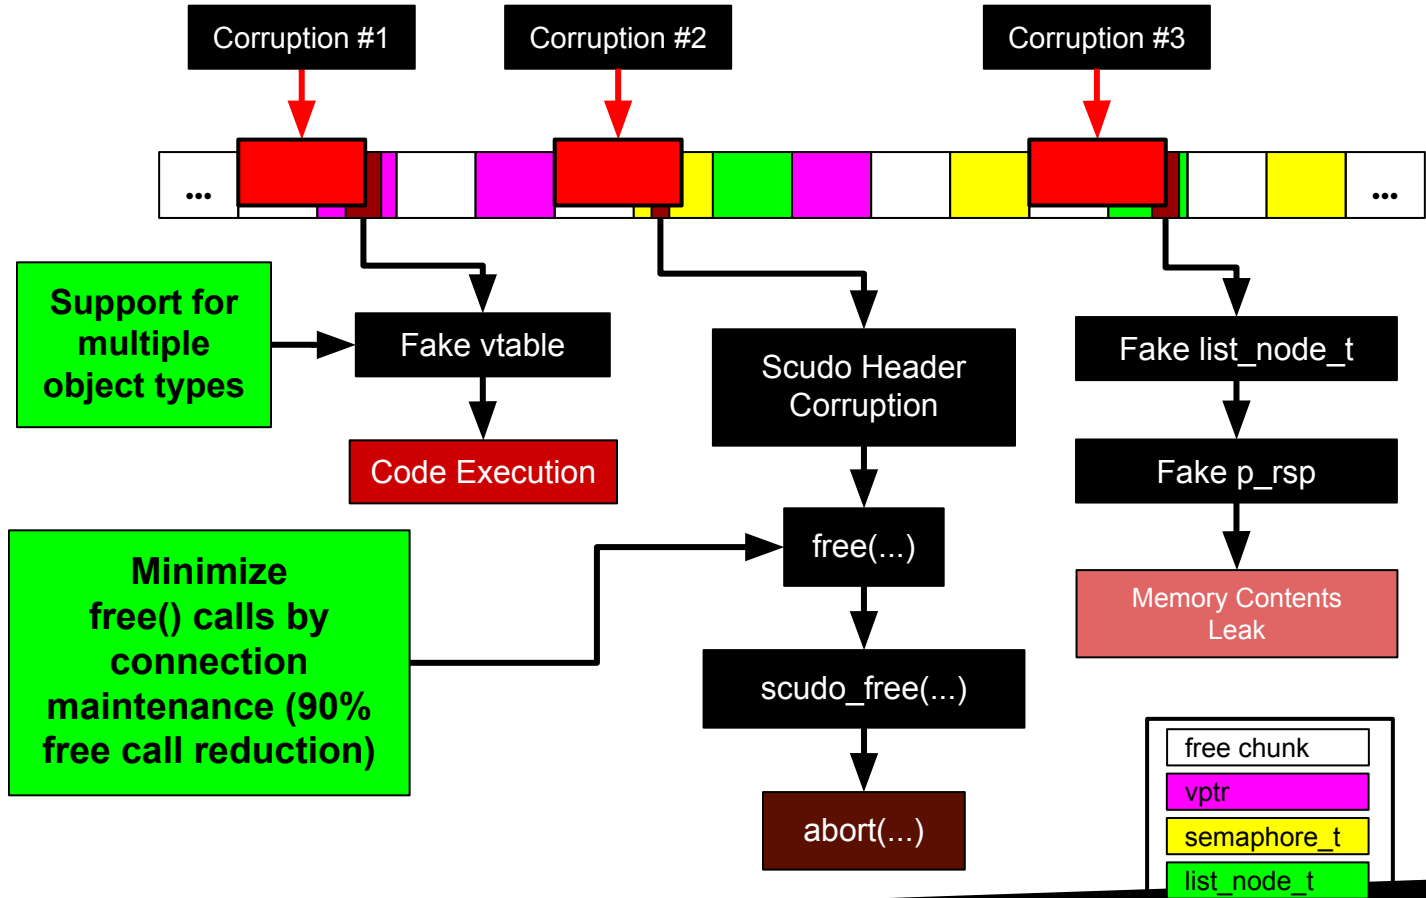 Corruption #1
Corruption #2
Corruption #3
...
...
Support for
multiple
object types
Fake vtable
Code Execution
Scudo Header
Corruption
Fake list_node_t
Fake p_rsp
Memory Contents
Leak
Minimize
free() calls by
connection
maintenance (90%
free call reduction)
free(...)
scudo_free(...)
abort(...)
free chunk
vptr
semaphore_t
list_node_t